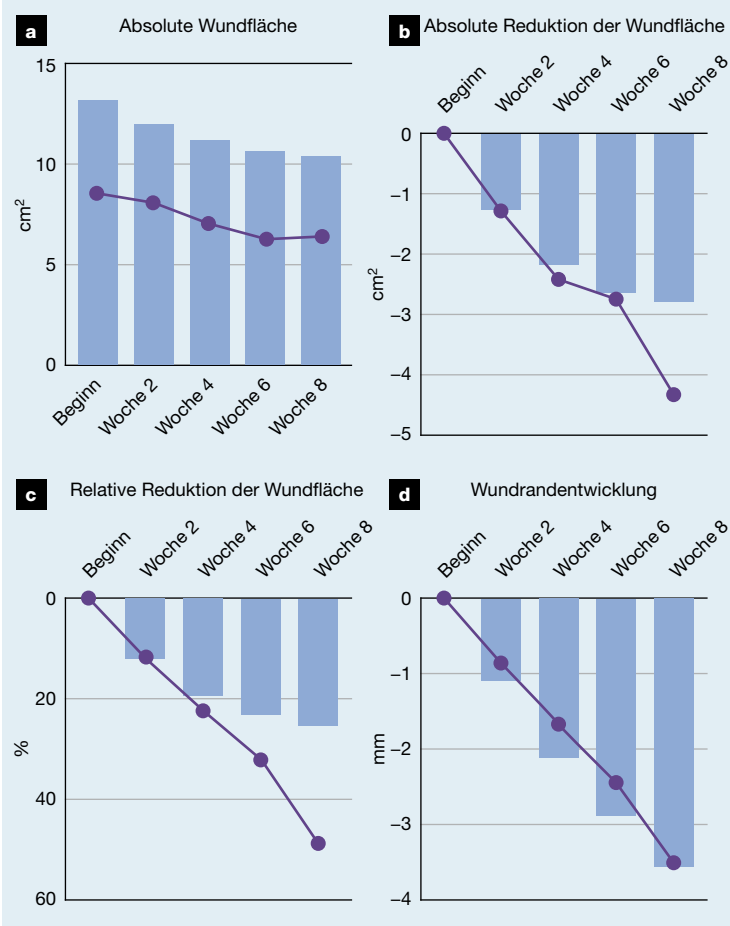 a Absolute Wundfläche
15
10
5
0
cm²
Beginn
Woche 2
Woche 4
Woche 6
Woche 8
b Absolute Reduktion der Wundfläche
Beginn
Woche 2
Woche 4
Woche 6
Woche 8
0
–1
–2
–3
–4
–5
cm²
c Relative Reduktion der Wundfläche
Beginn
Woche 2
Woche 4
Woche 6
Woche 8
0
20
40
60
%
d Wundrandentwicklung
Beginn
Woche 2
Woche 4
Woche 6
Woche 8
0
–1
–2
–3
–4
mm